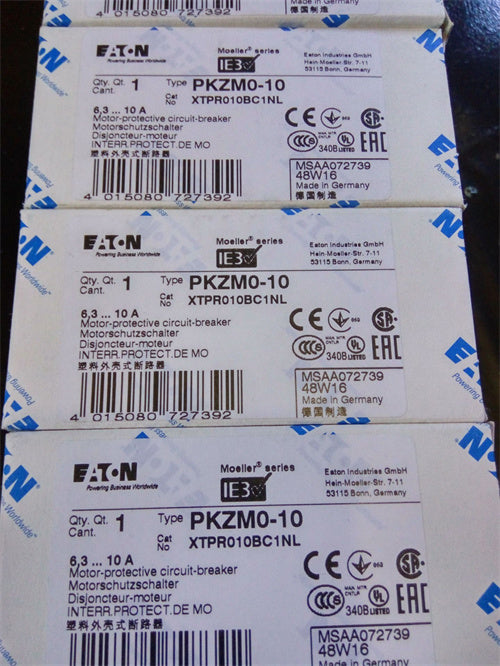 4 015080 727392
Made in Germany
德国制造
EATON
Powering Business Worldwide
Moeller® series
IE3
Eaton Industries GmbH
Hein-Moeller-Str. 7-11
53115 Bonn, Germany
Qty. Qt. 1 Type PKZM0-10
Cant. Cat No XTPR010BC1NL
6,3 ... 10 A
Motor-protective circuit-breaker
Motorschutzschalter
Disjoncteur-moteur
INTERR.PROTECT.DE MO
塑料外壳式断路器
340B
LISTED
MSAA072739
48W16
Made in Germany
德国制造
4 015080 727392
EATON
Powering Business Worldwide
Moeller® series
IE3
Eaton Industries GmbH
Hein-Moeller-Str. 7-11
53115 Bonn, Germany
Qty. Qt. 1 Type PKZM0-10
Cant. Cat No XTPR010BC1NL
6,3 ... 10 A
Motor-protective circuit-breaker
Motorschutzschalter
Disjoncteur-moteur
INTERR.PROTECT.DE MO
塑料外壳式断路器
340B
LISTED
MSAA072739
48W16
Made in Germany
德国制造
4 015080 727392
EATON
Powering Business Worldwide
Moeller® series
IE3
Eaton Industries GmbH
Hein-Moeller-Str. 7-11
53115 Bonn, Germany
Qty. Qt. 1 Type PKZM0-10
Cant. Cat No XTPR010BC1NL
6,3 ... 10 A
Motor-protective circuit-breaker
Motorschutzschalter
Disjoncteur-moteur
INTERR.PROTECT.DE MO
塑料外壳式断路器
340B
LISTED
MSAA072739
48W16